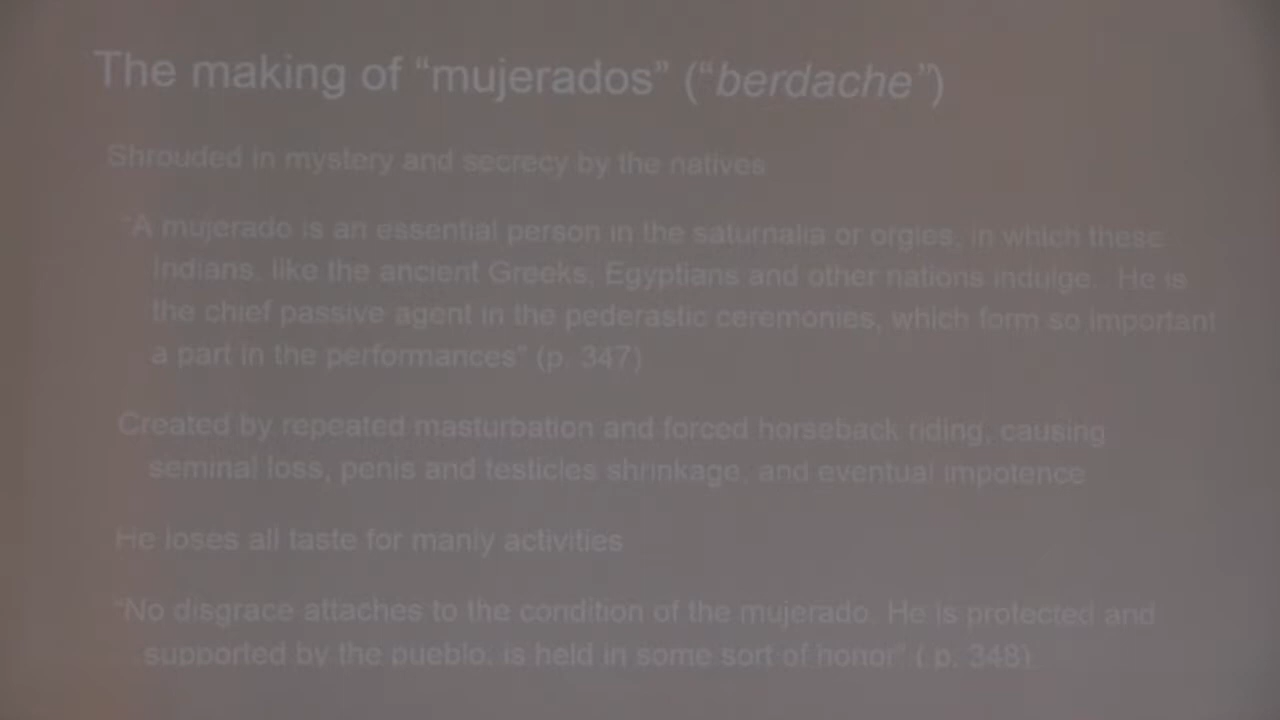 The making of “mujerados” (“berdache”)
Shrouded in mystery and secrecy by the natives
“A mujerado is an essential person in the saturnalia or orgies, in which these
Indians, like the ancient Greeks, Egyptians and other nations indulge. He is
the chief passive agent in the pederastic ceremonies, which form so important
a part in the performances” (p. 347)
Created by repeated masturbation and forced horseback riding, causing
seminal loss, penis and testicles shrinkage, and eventual impotence
He loses all taste for manly activities
“No disgrace attaches to the condition of the mujerado. He is protected and
supported by the pueblo, is held in some sort of honor” ( p. 348)